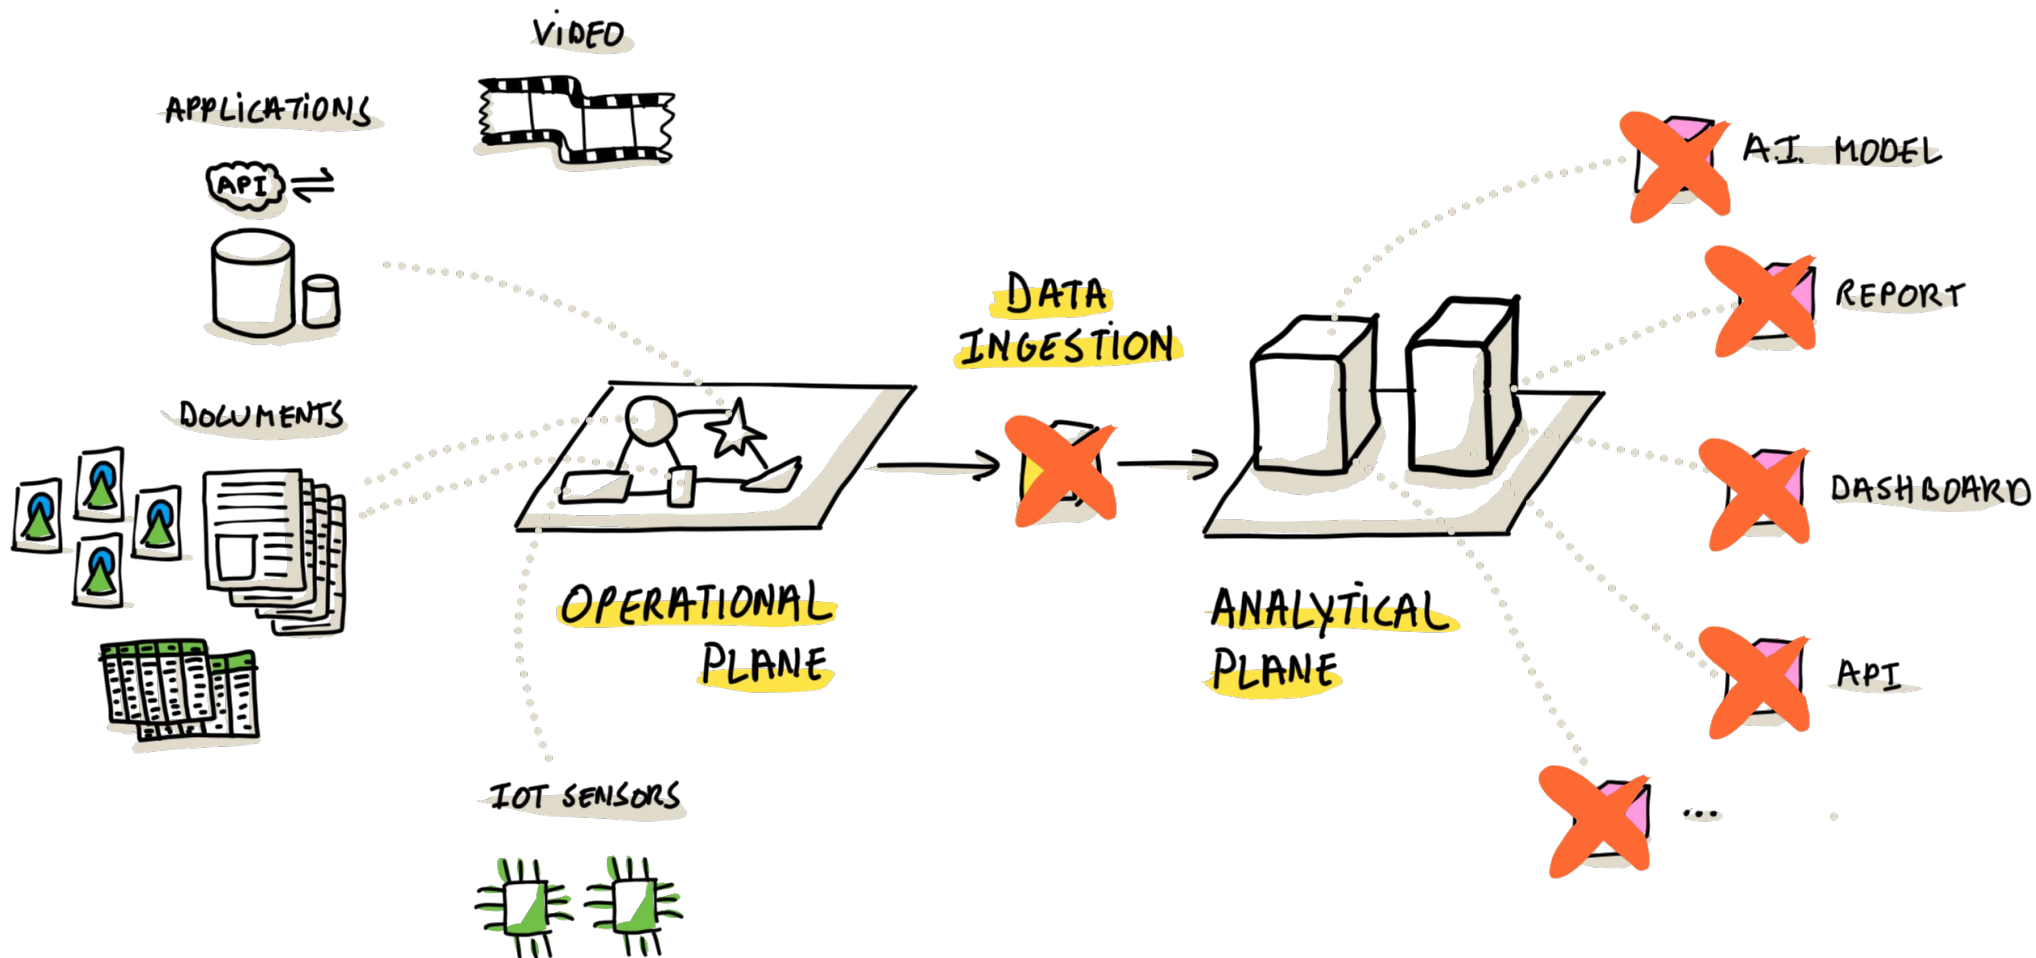 VIDEO
APPLICATIONS
API
DOCUMENTS
DATA
INGESTION
OPERATIONAL
PLANE
ANALYTICAL
PLANE
IOT SENSORS
A.I. MODEL
REPORT
DASHBOARD
API
...